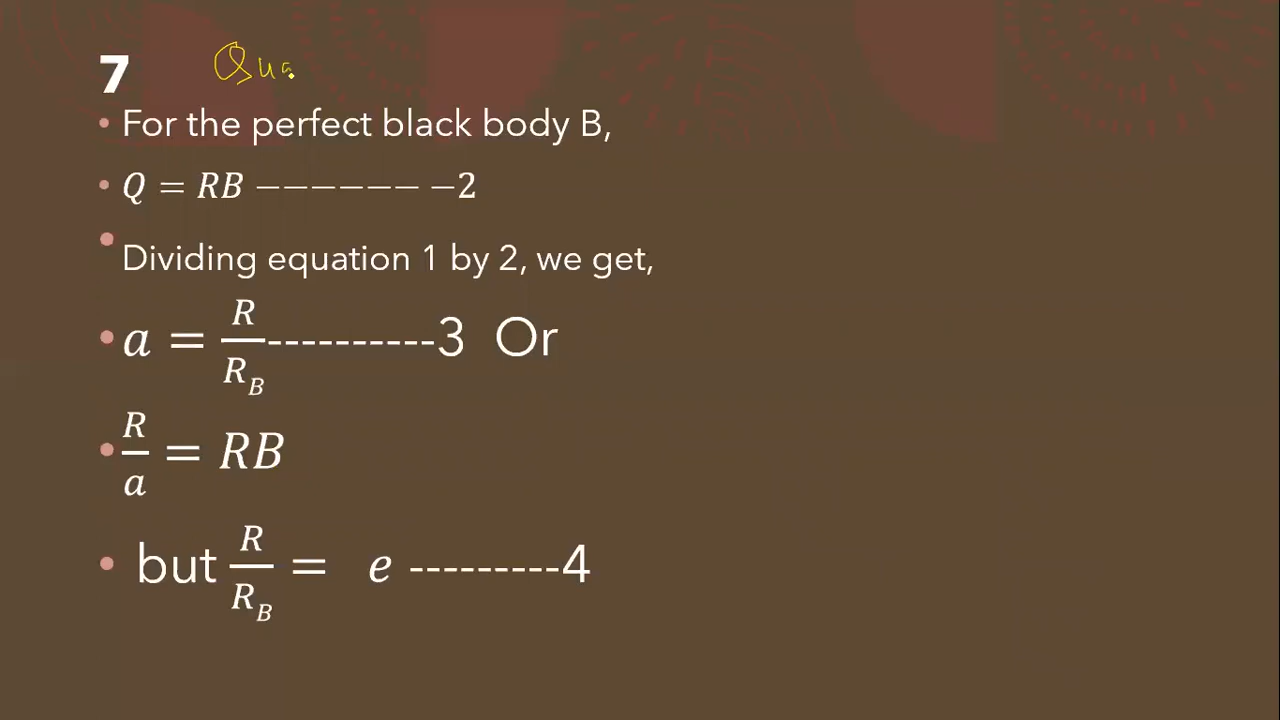 7 Qua
• For the perfect black body B,
• Q = RB −−−−−− −2
• Dividing equation 1 by 2, we get,
• a = R/R_B----------3 Or
• R/a = RB
• but R/R_B = e ---------4